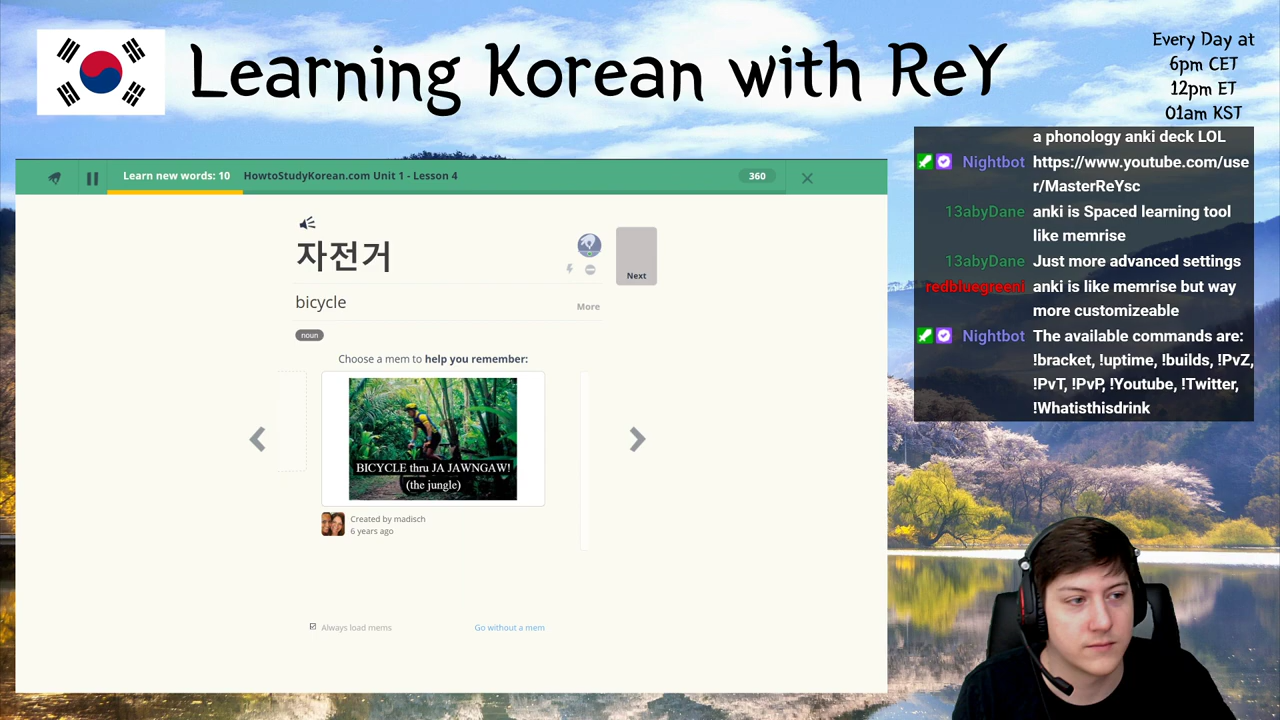 Learning Korean with ReY
Every Day at
6pm CET
12pm ET
01am KST
Learn new words: 10 HowtoStudyKorean.com Unit 1 - Lesson 4 360
자전거
Next
bicycle
More
noun
Choose a mem to help you remember:
BICYCLE thru JA JAWNGAW!
(the jungle)
Created by madisch
6 years ago
Always load mems
Go without a mem
a phonology anki deck LOL
Nightbot https://www.youtube.com/use
r/MasterReYsc
13abyDane anki is Spaced learning tool
like memrise
13abyDane Just more advanced settings
redbluegreeni anki is like memrise but way
more customizeable
Nightbot The available commands are:
!bracket, !uptime, !builds, !PvZ,
!PvT, !PvP, !Youtube, !Twitter,
!Whatisthisdrink